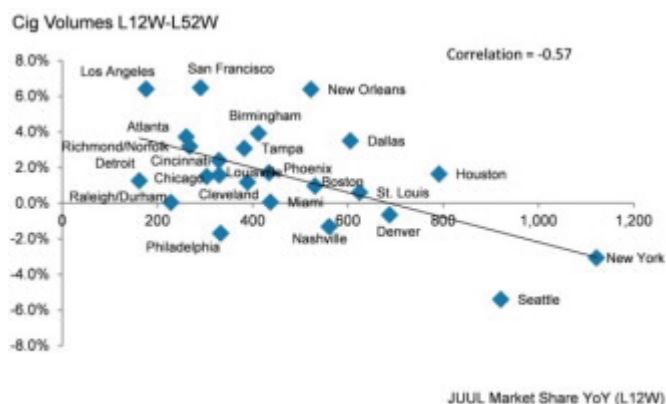 Cig Volumes L12W-L52W
8.0%
Correlation = -0.57
Los Angeles
San Francisco
New Orleans
6.0%
Birmingham
4.0%
Atlanta
Dallas
Richmond/Norfolk
Tampa
Detroit
Cincinnati
Phoenix
Houston
2.0%
Chicago
Louisville
Boston
St. Louis
Raleigh/Durham
Cleveland
Miami
0.0%
0
200
400
600
800
1,000
1,200
Philadelphia
Nashville
Denver
-2.0%
New York
-4.0%
Seattle
-6.0%
-8.0%
JUUL Market Share YoY (L12W)